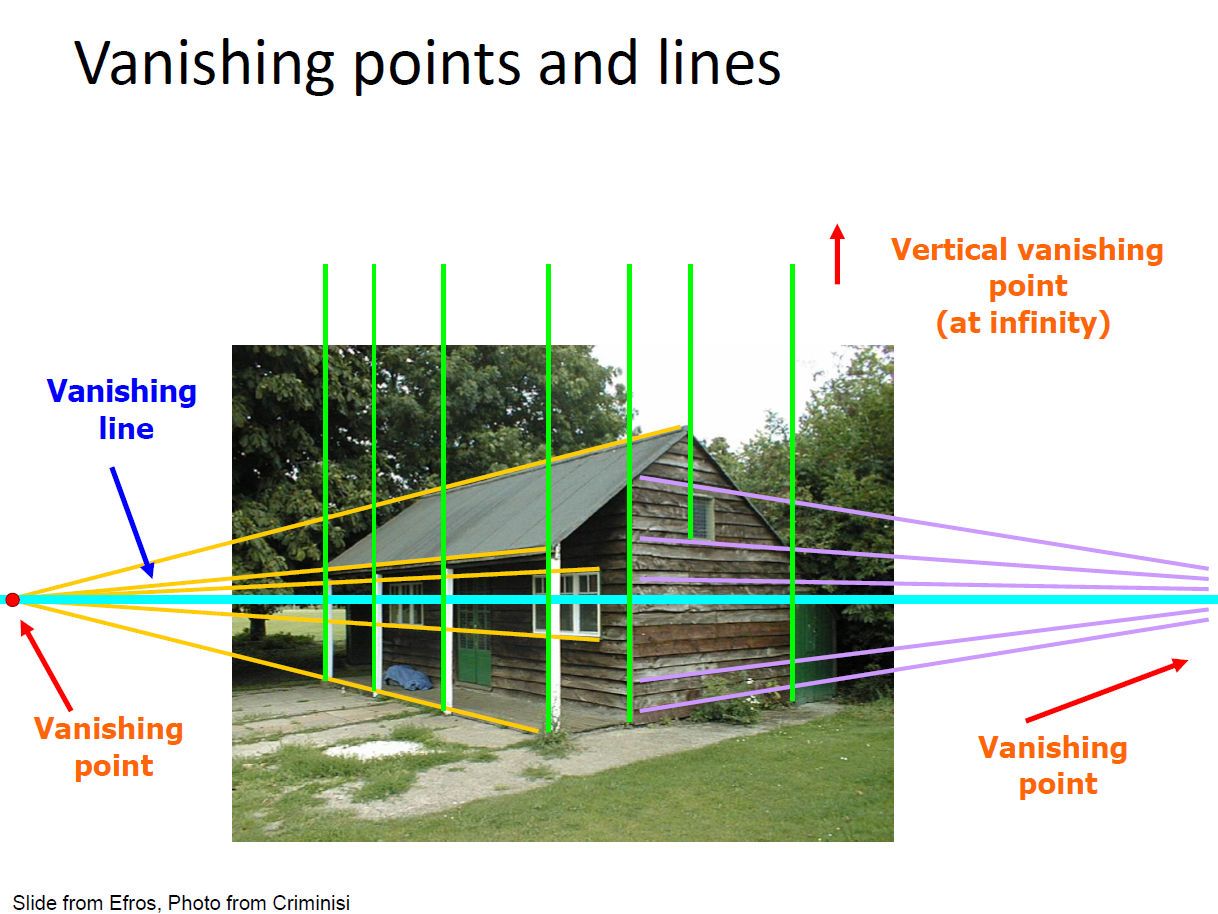 Vanishing points and lines
Vertical vanishing
point
(at infinity)
Vanishing
line
Vanishing
point
Vanishing
point
Slide from Efros, Photo from Criminisi